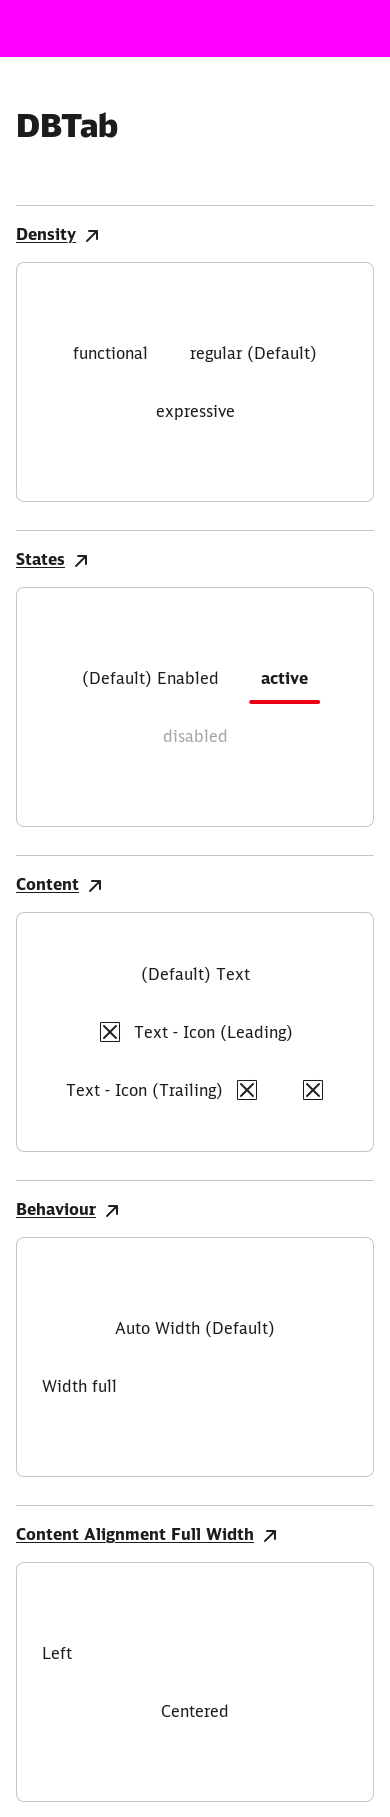 DBTab
Density
functional regular (Default)
expressive
States
(Default) Enabled active
disabled
Content
(Default) Text
Text - Icon (Leading)
Text - Icon (Trailing)
Behaviour
Auto Width (Default)
Width full
Content Alignment Full Width
Left
Centered